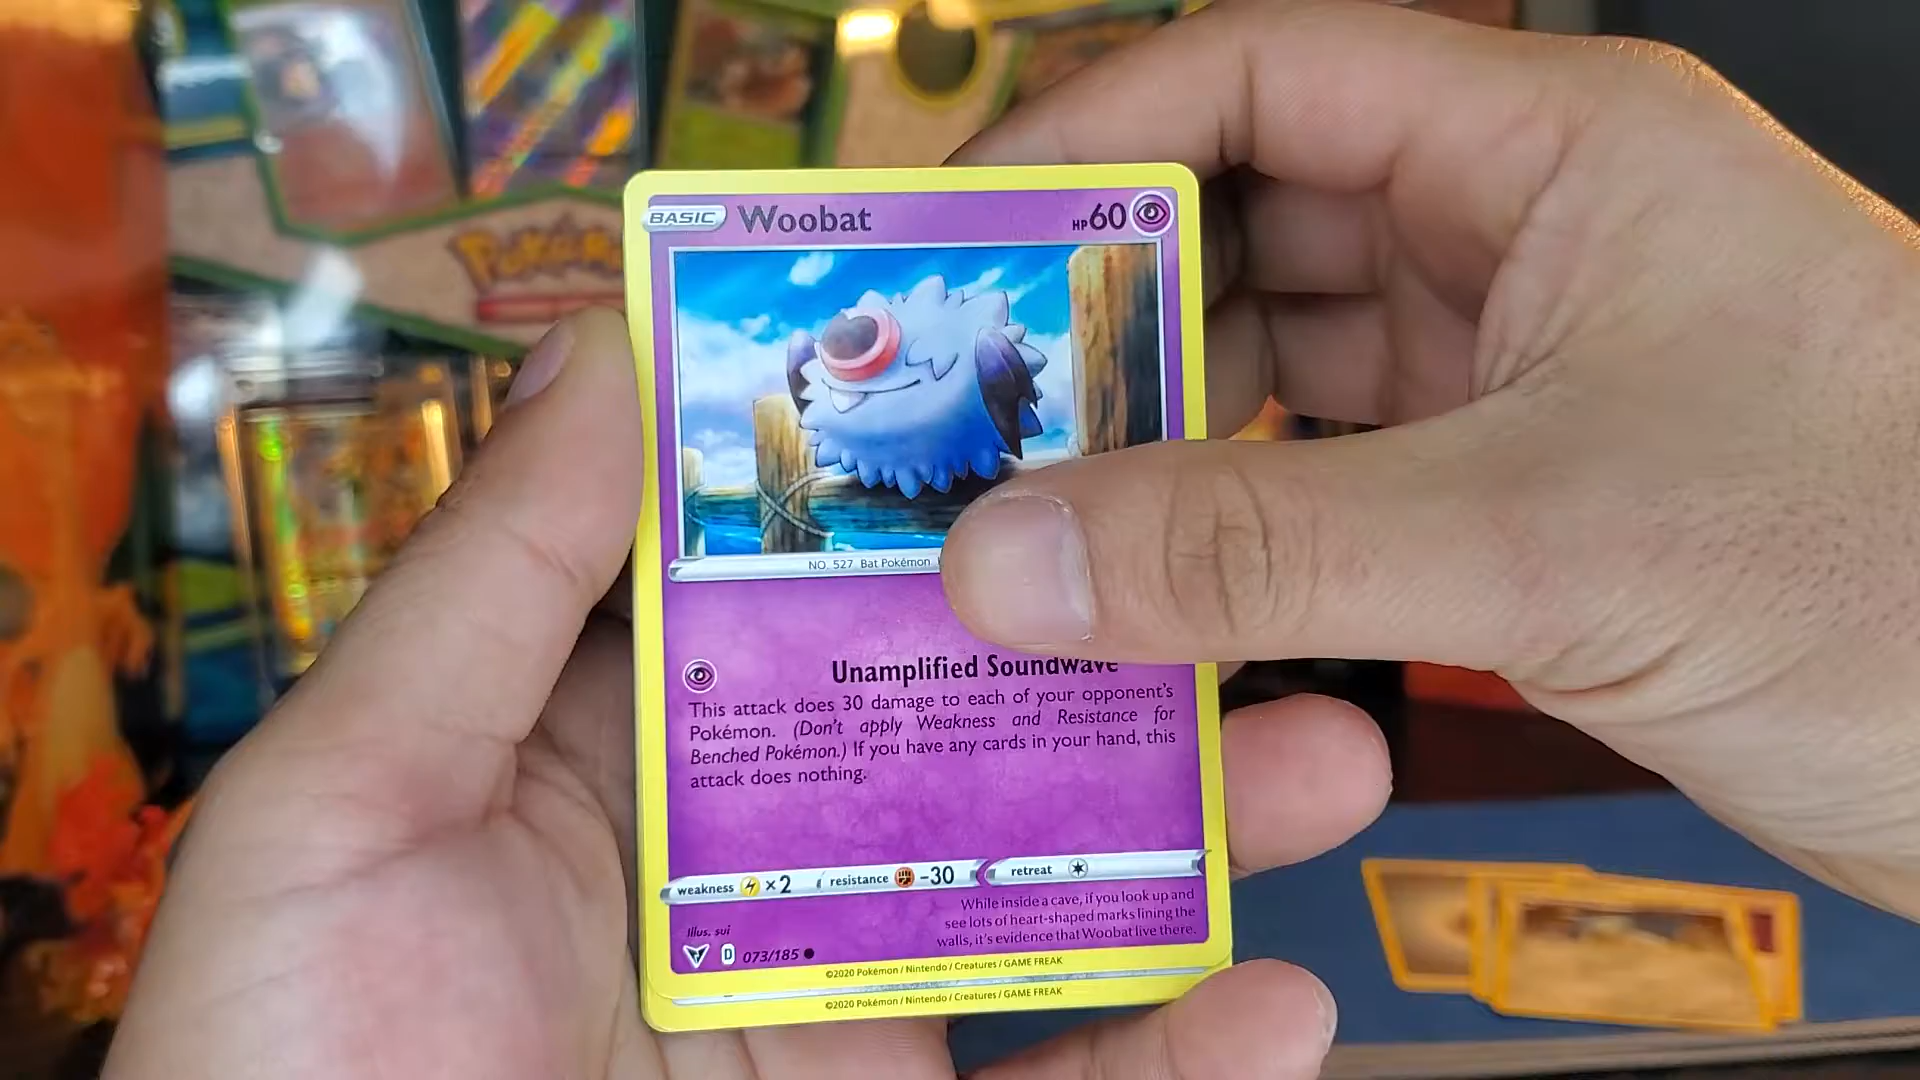 BASIC Woobat HP60
NO. 527 Bat Pokémon
Unamplified Soundwave
This attack does 30 damage to each of your opponent's
Pokémon. (Don't apply Weakness and Resistance for
Benched Pokémon.) If you have any cards in your hand, this
attack does nothing.
weakness ×2 resistance -30 retreat
While inside a cave, if you look up and
see lots of heart-shaped marks lining the
walls, it's evidence that Woobat live there.
Illus. sui
D 073/185
©2020 Pokémon / Nintendo / Creatures / GAME FREAK
©2020 Pokémon / Nintendo / Creatures / GAME FREAK
Pokémon